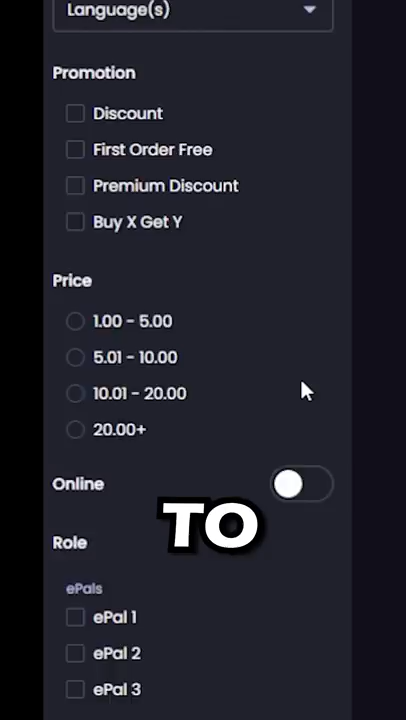 Language(s)
Promotion
Discount
First Order Free
Premium Discount
Buy X Get Y
Price
1.00 - 5.00
5.01 - 10.00
10.01 - 20.00
20.00+
Online
TO
Role
ePals
ePal 1
ePal 2
ePal 3